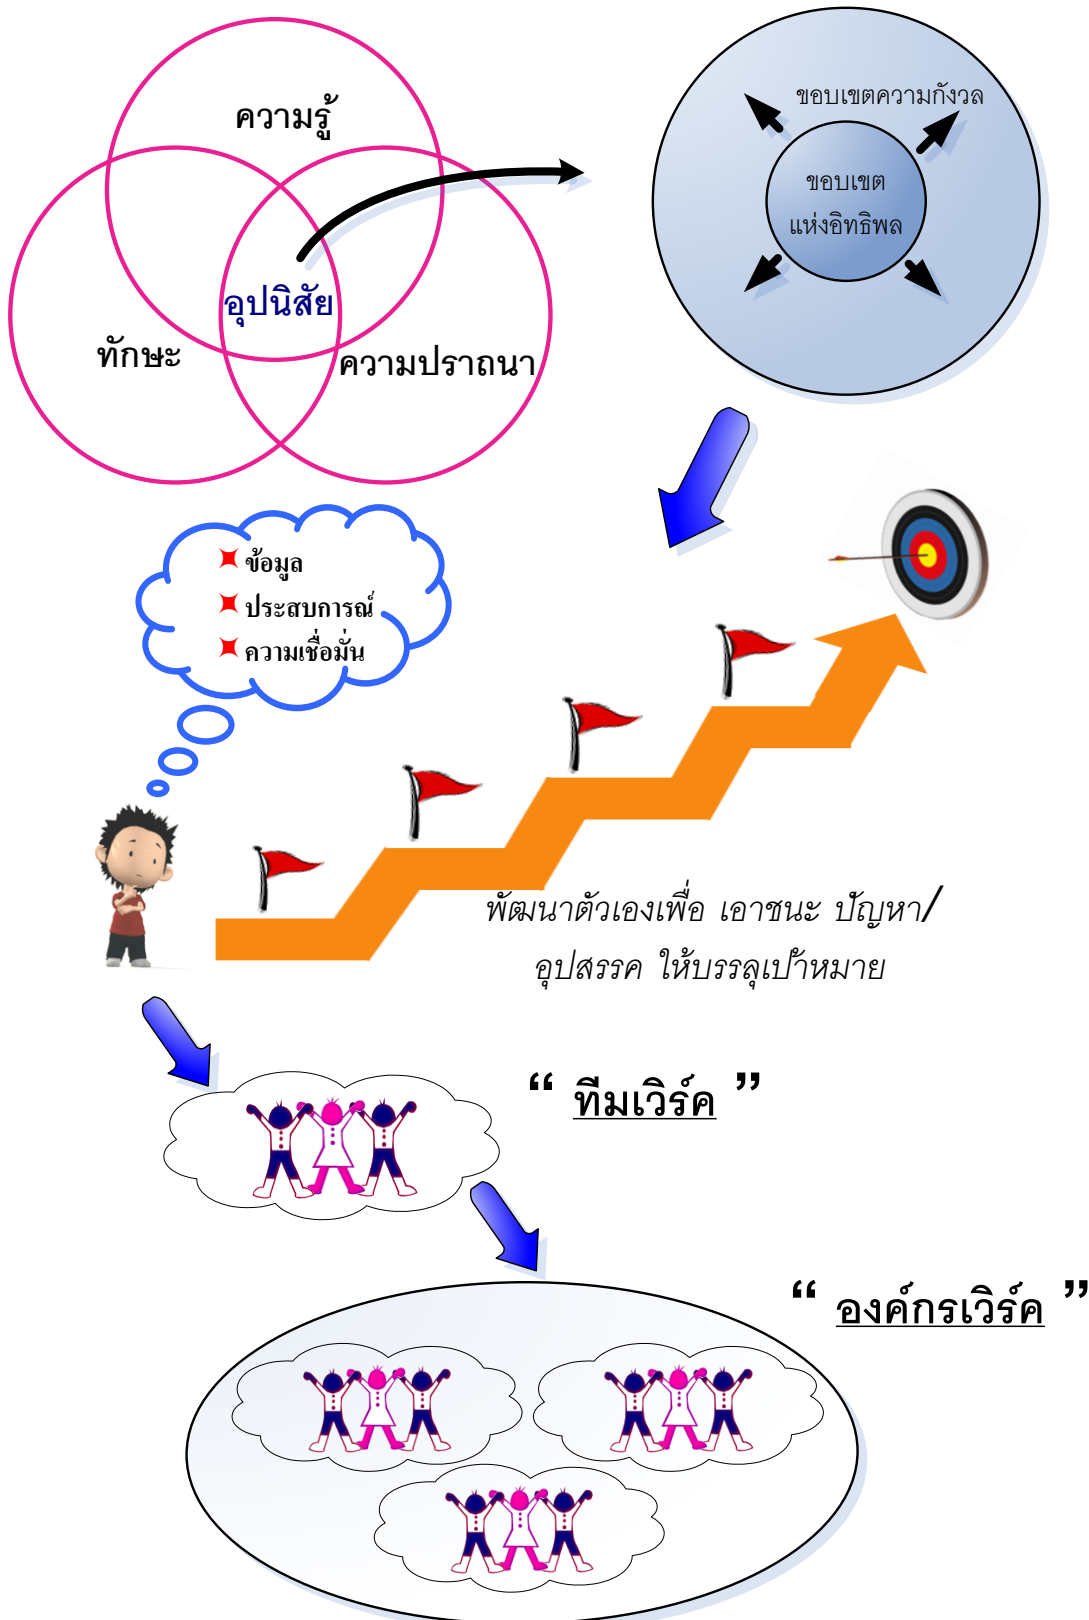 ความรู้
อุปนิสัย
ทักษะ
ความปราถนา
ขอบเขตความกังวล
ขอบเขต
แห่งอิทธิพล
ข้อมูล
ประสบการณ์
ความเชื่อมั่น
พัฒนาตัวเองเพื่อ เอาชนะ ปัญหา/
อุปสรรค ให้บรรลุเป้าหมาย
“ ทีมเวิร์ค ”
“ องค์กรเวิร์ค ”